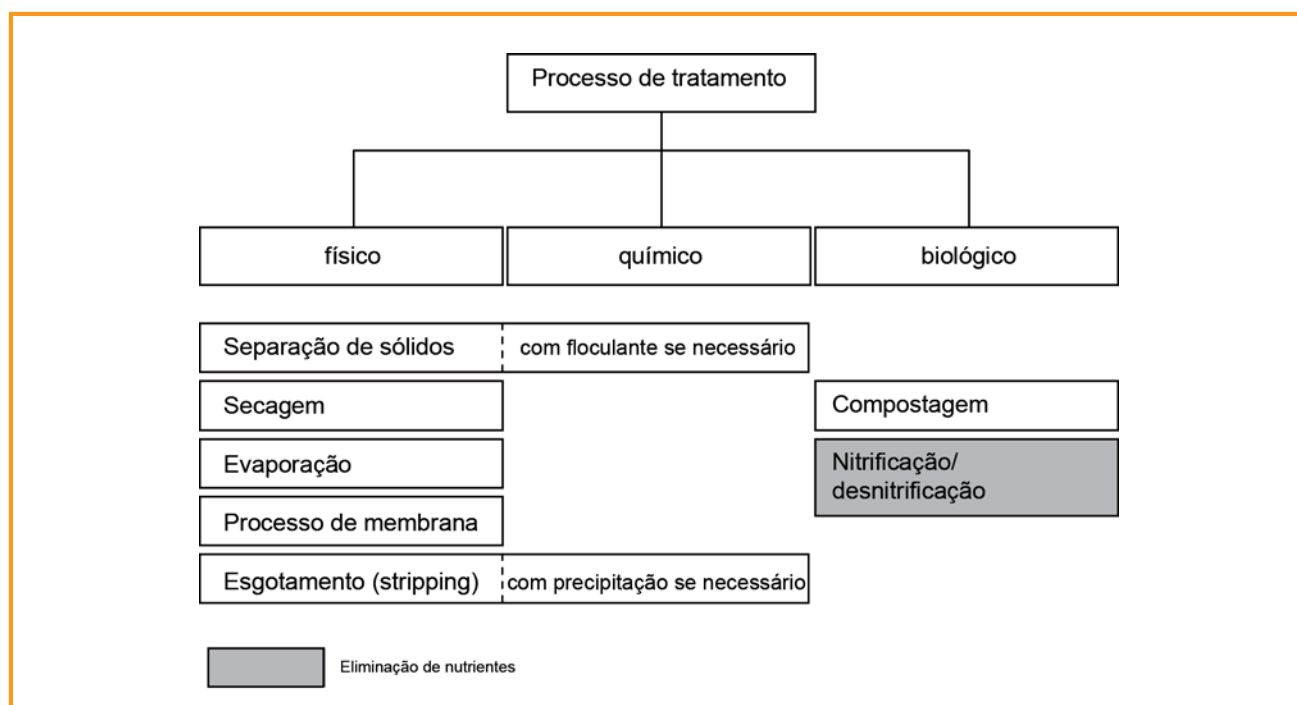 Processo de tratamento
físico
químico
biológico
Separação de sólidos
com floculante se necessário
Secagem
Compostagem
Evaporação
Nitrificação/
desnitrificação
Processo de membrana
Esgotamento (stripping)
com precipitação se necessário
Eliminação de nutrientes